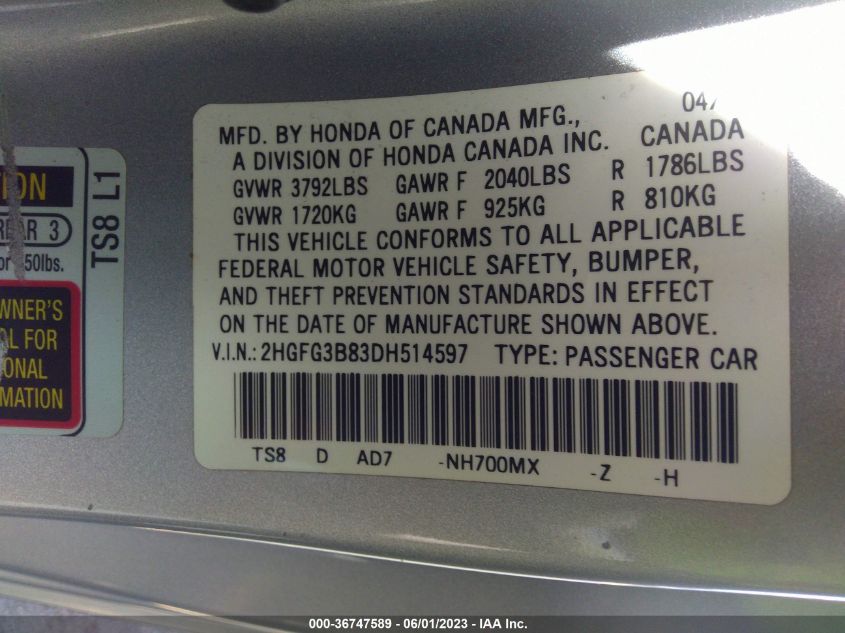 04/
MFD. BY HONDA OF CANADA MFG., CANADA
A DIVISION OF HONDA CANADA INC.
GVWR 3792LBS GAWR F 2040LBS R 1786LBS
GVWR 1720KG GAWR F 925KG R 810KG
THIS VEHICLE CONFORMS TO ALL APPLICABLE
FEDERAL MOTOR VEHICLE SAFETY, BUMPER,
AND THEFT PREVENTION STANDARDS IN EFFECT
ON THE DATE OF MANUFACTURE SHOWN ABOVE.
V.I.N.: 2HGFG3B83DH514597 TYPE: PASSENGER CAR
TS8 D AD7 -NH700MX -Z -H
TS8 L1
REAR 3
50lbs.
WNER'S
L FOR
ONAL
MATION
000-36747589 - 06/01/2023 - IAA Inc.